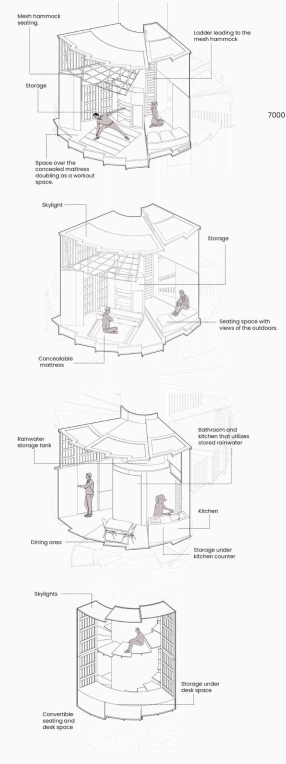 Mesh hammock
seating.
Ladder leading to the
mesh hammock
Storage
7000
Space over the
concealed mattress
doubling as a workout
space.
Skylight
Storage
Seating space with
views of the outdoors.
Concealable
mattress
Rainwater
storage tank
Bathroom and
kitchen that utilizes
stored rainwater
Kitchen
Dining area
Storage under
kitchen counter
Skylights
Storage under
desk space
Convertible
seating and
desk space